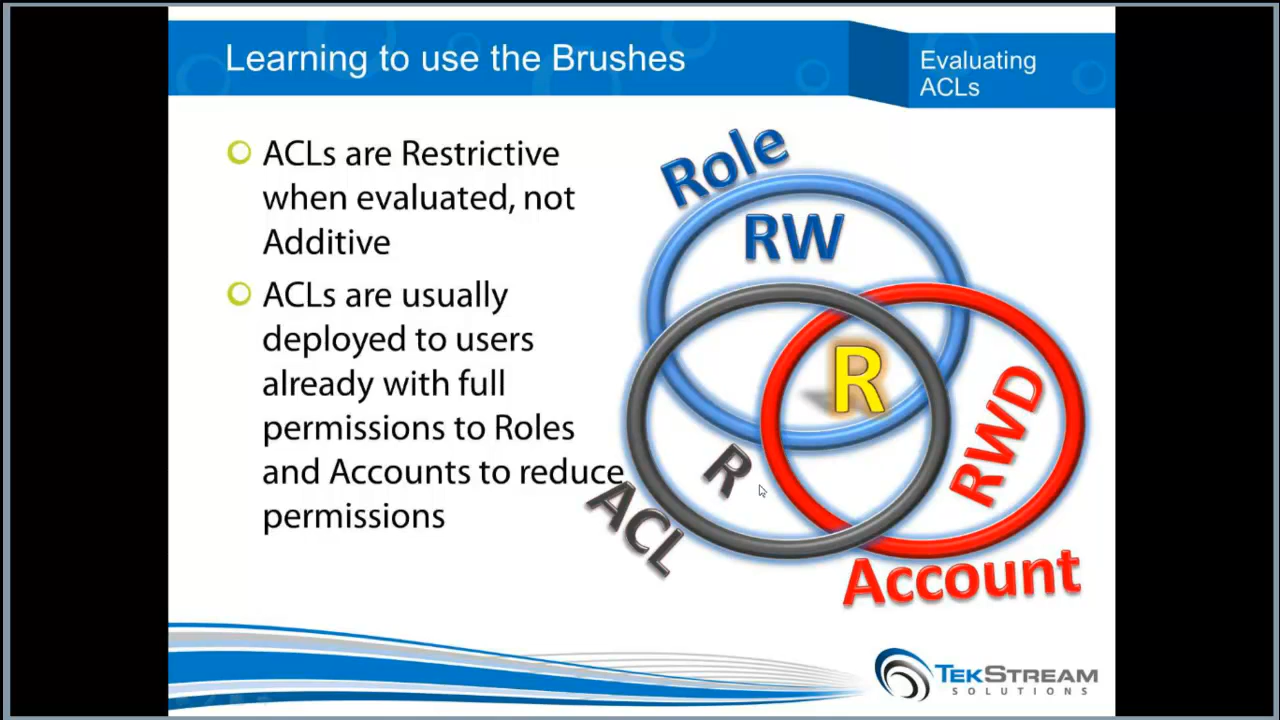 Learning to use the Brushes
Evaluating
ACLs
ACLs are Restrictive
when evaluated, not
Additive
ACLs are usually
deployed to users
already with full
permissions to Roles
and Accounts to reduce
permissions
Role
RW
R
RWD
R
ACL
Account
TEKSTREAM
SOLUTIONS